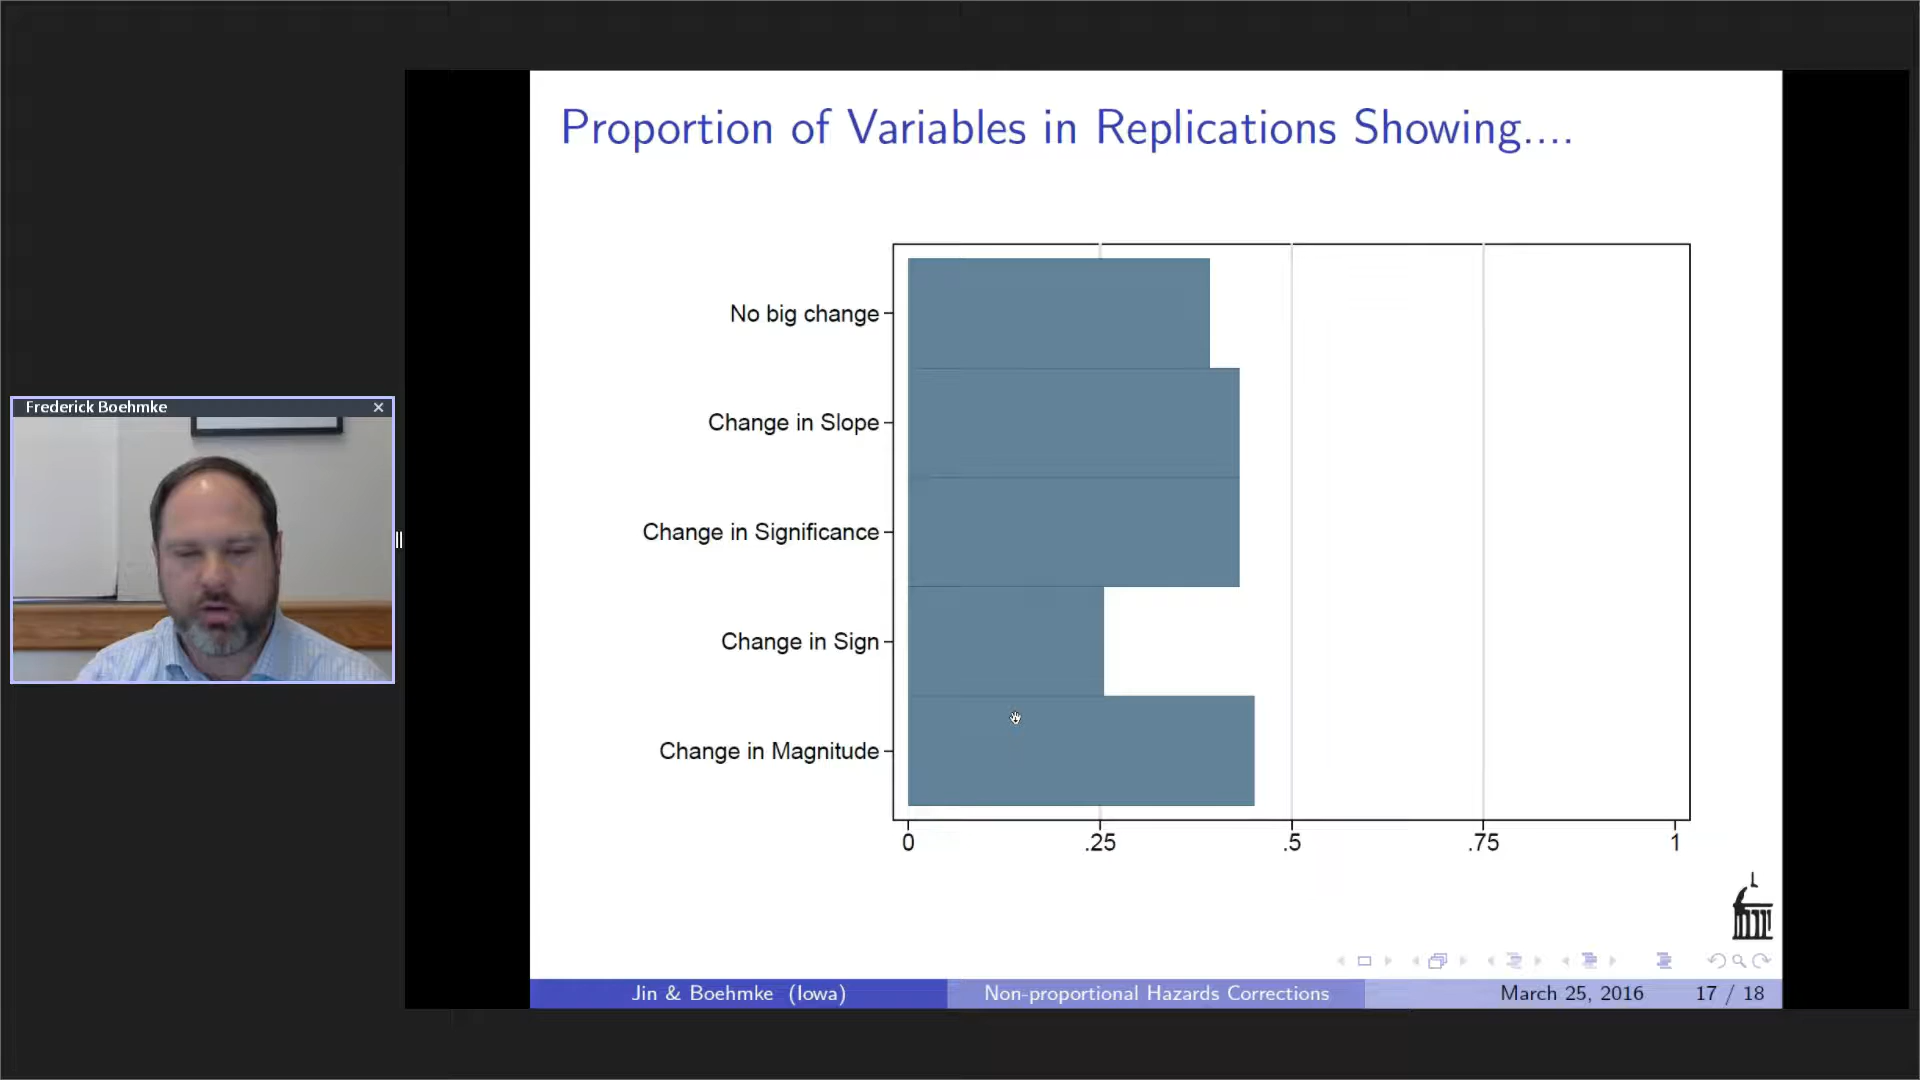 Proportion of Variables in Replications Showing....
Frederick Boehmke
No big change
Change in Slope
Change in Significance
Change in Sign
Change in Magnitude
0 .25 .5 .75 1
Jin & Boehmke (Iowa) Non-proportional Hazards Corrections March 25, 2016 17 / 18